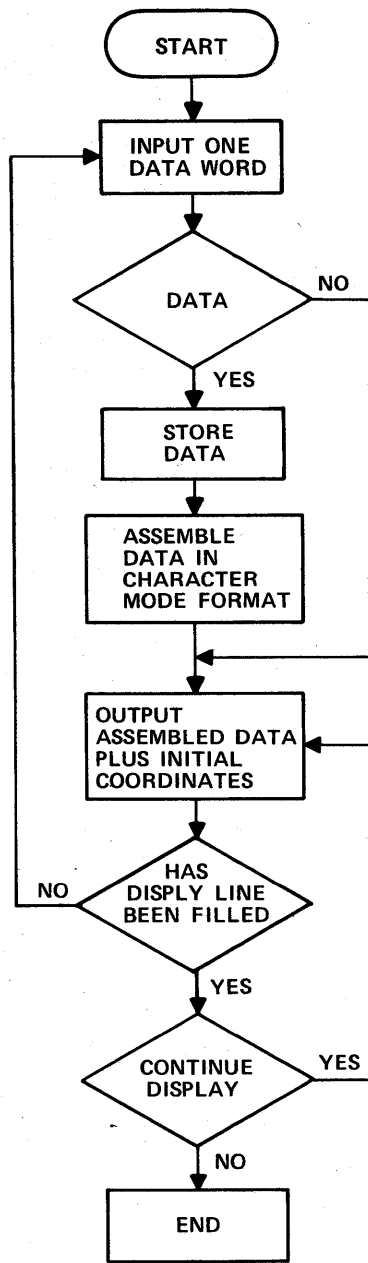 START
INPUT ONE
DATA WORD
DATA
NO
YES
STORE
DATA
ASSEMBLE
DATA IN
CHARACTER
MODE FORMAT
OUTPUT
ASSEMBLED DATA
PLUS INITIAL
COORDINATES
HAS
DISPLY LINE
BEEN FILLED
NO
YES
CONTINUE
DISPLAY
YES
NO
END